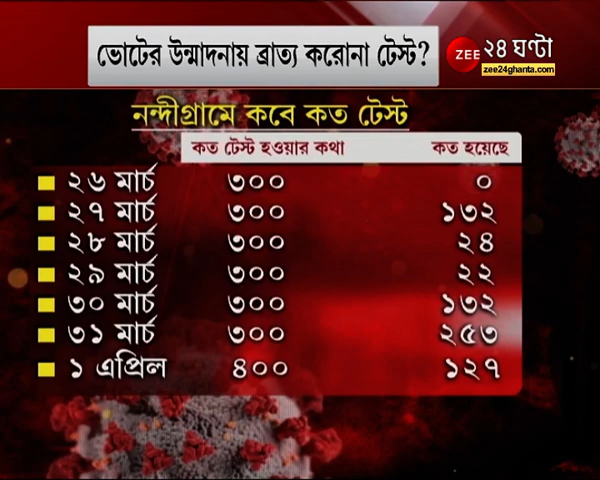 ভোটের উন্মাদনায় ব্রাত্য করোনা টেস্ট?
ZEE ২৪ ঘণ্টা
zee24ghanta.com
নন্দীগ্রামে কবে কত টেস্ট
কত টেস্ট হওয়ার কথা কত হয়েছে
২৬ মার্চ ৩০০ ০
২৭ মার্চ ৩০০ ১৩২
২৮ মার্চ ৩০০ ২৪
২৯ মার্চ ৩০০ ২২
৩০ মার্চ ৩০০ ১৩২
৩১ মার্চ ৩০০ ২৫৩
১ এপ্রিল ৪০০ ১২৭